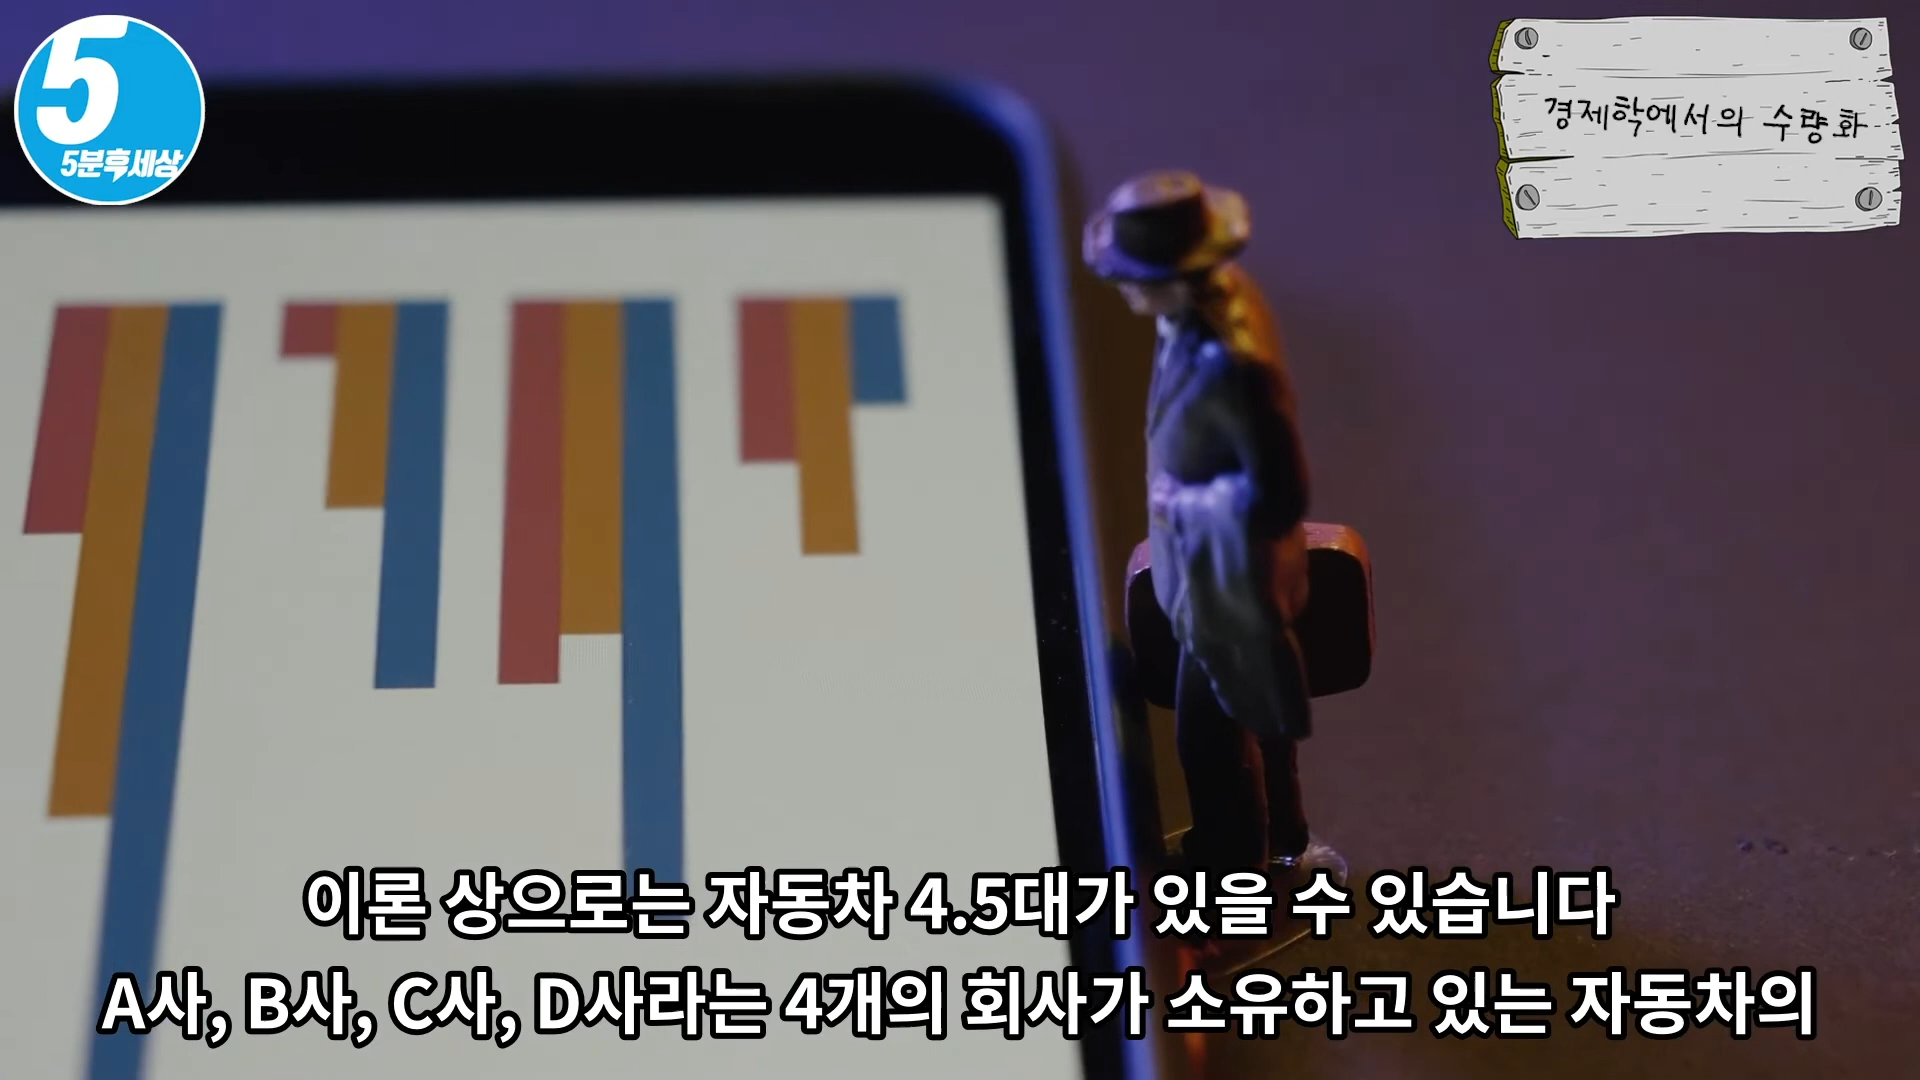 5
5분후세상
경제학에서의 수량화
이론 상으로는 자동차 4.5대가 있을 수 있습니다
A사, B사, C사, D사라는 4개의 회사가 소유하고 있는 자동차의